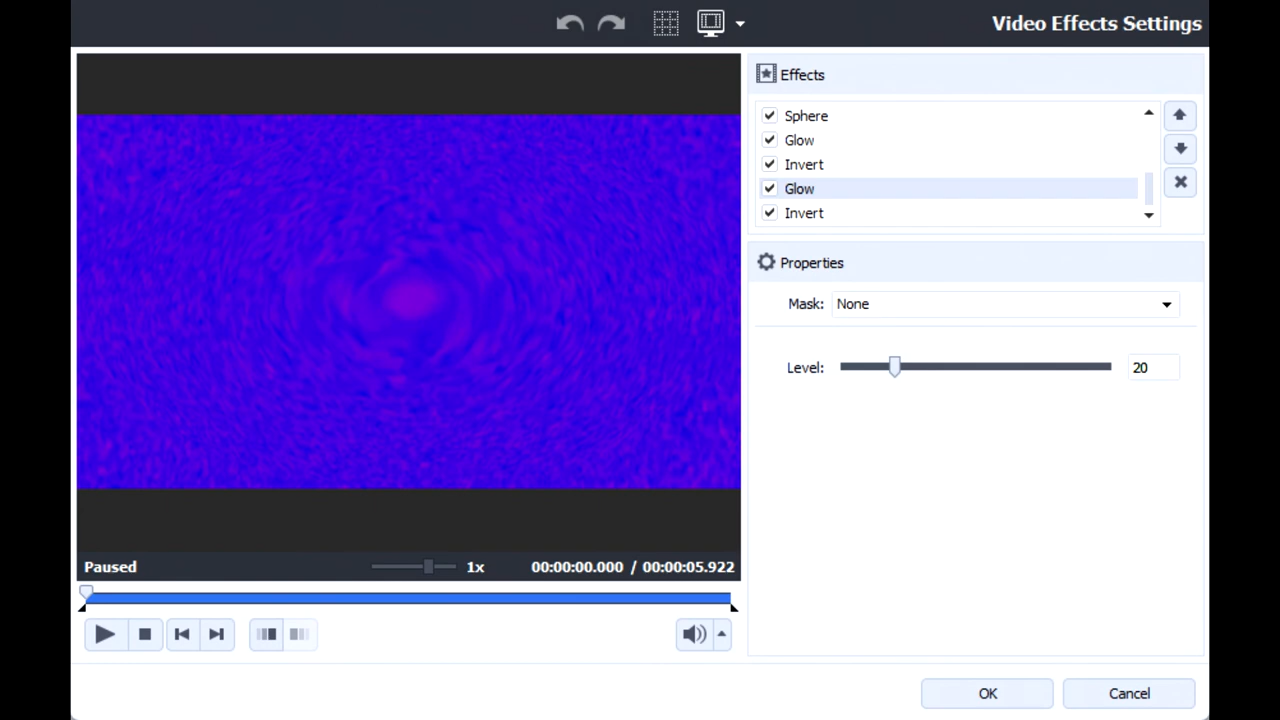 Video Effects Settings
Effects
Sphere
Glow
Invert
Glow
Invert
Properties
Mask: None
Level: 20
Paused 1x 00:00:00.000 / 00:00:05.922
OK Cancel